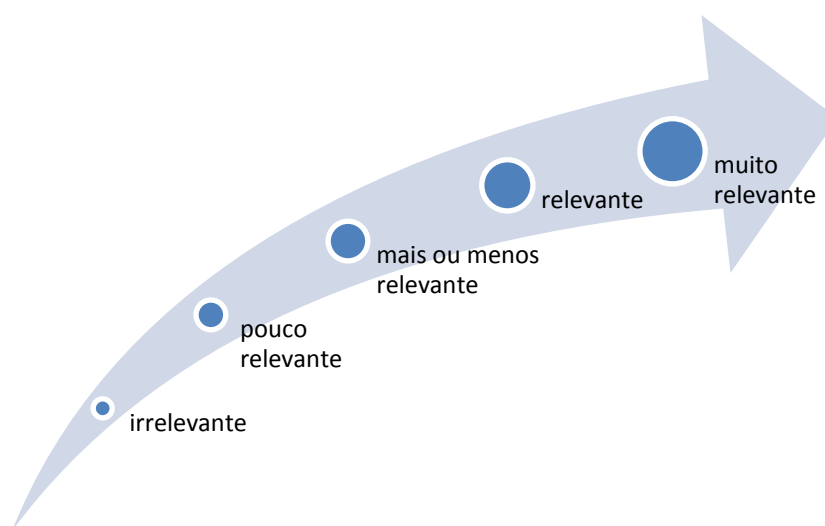 irrelevante
pouco
relevante
mais ou menos
relevante
relevante
muito
relevante